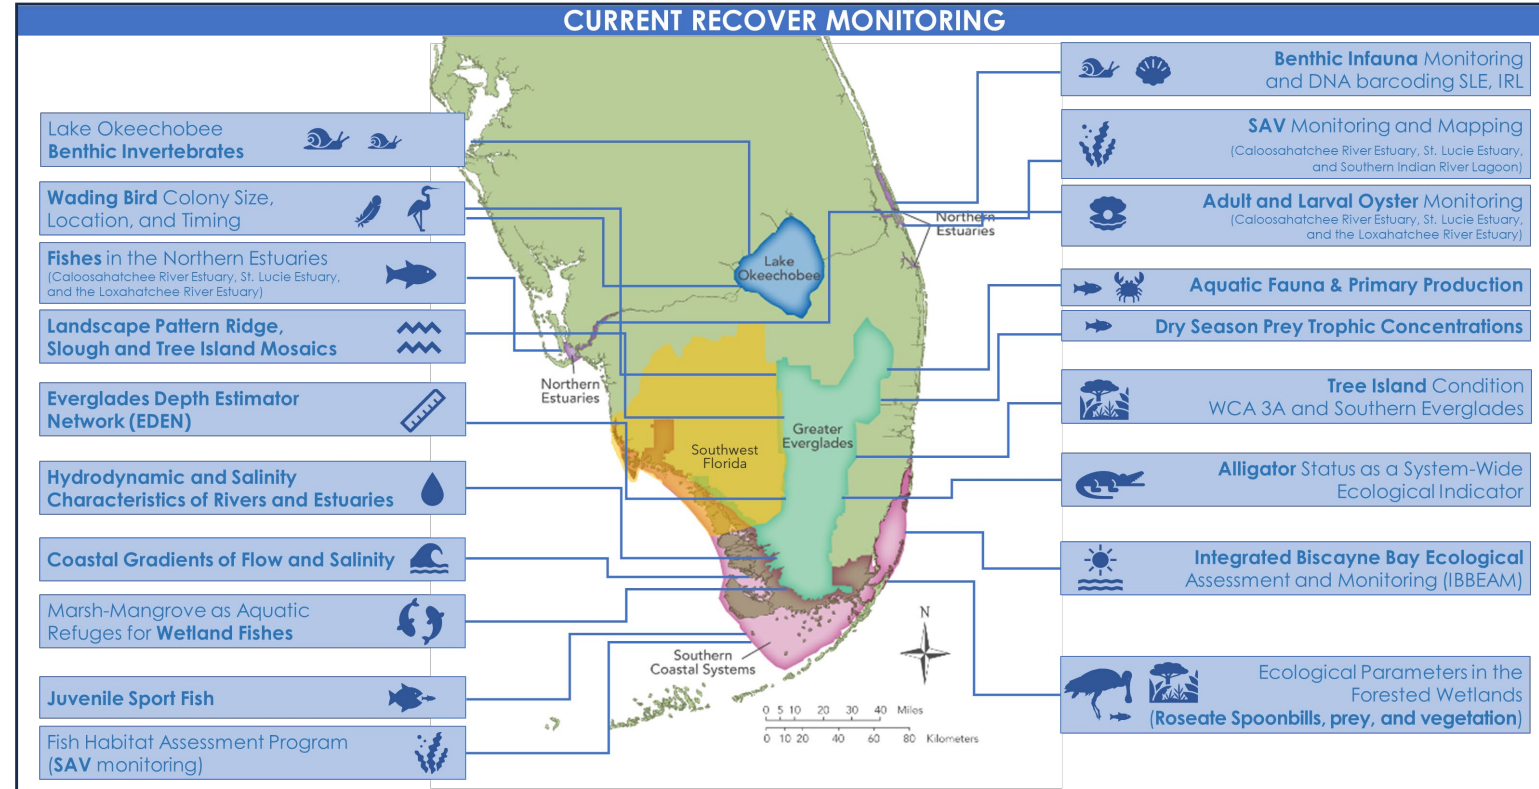 CURRENT RECOVER MONITORING
Lake Okeechobee
Benthic Invertebrates
Wading Bird Colony Size,
Location, and Timing
Fishes in the Northern Estuaries
(Caloosahatchee River Estuary, St. Lucie Estuary,
and the Loxahatchee River Estuary)
Landscape Pattern Ridge,
Slough and Tree Island Mosaics
Everglades Depth Estimator
Network (EDEN)
Hydrodynamic and Salinity
Characteristics of Rivers and Estuaries
Coastal Gradients of Flow and Salinity
Marsh-Mangrove as Aquatic
Refuges for Wetland Fishes
Juvenile Sport Fish
Fish Habitat Assessment Program
(SAV monitoring)
Northern
Estuaries
Lake
Okeechobee
Northern
Estuaries
Greater
Everglades
Southwest
Florida
Southern
Coastal Systems
N
0 5 10 20 30 40 Miles
0 10 20 40 60 80 Kilometers
Benthic Infauna Monitoring
and DNA barcoding SLE, IRL
SAV Monitoring and Mapping
(Caloosahatchee River Estuary, St. Lucie Estuary,
and Southern Indian River Lagoon)
Adult and Larval Oyster Monitoring
(Caloosahatchee River Estuary, St. Lucie Estuary,
and the Loxahatchee River Estuary)
Aquatic Fauna & Primary Production
Dry Season Prey Trophic Concentrations
Tree Island Condition
WCA 3A and Southern Everglades
Alligator Status as a System-Wide
Ecological Indicator
Integrated Biscayne Bay Ecological
Assessment and Monitoring (IBBEAM)
Ecological Parameters in the
Forested Wetlands
(Roseate Spoonbills, prey, and vegetation)